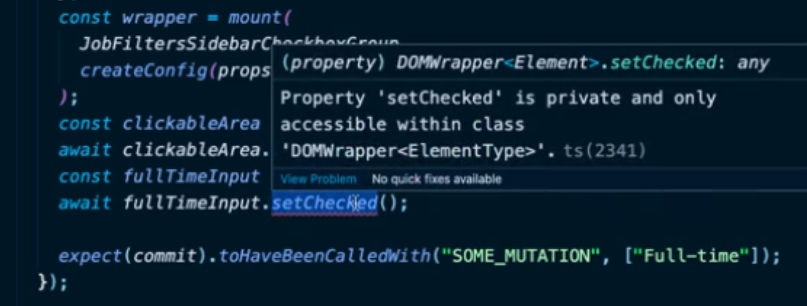 });
const wrapper = mount(
JobFiltersSidebarCheckboxGroup
createConfig(props
(property) DOMWrapper<Element>.setChecked: any
);
Property 'setChecked' is private and only
accessible within class
'DOMWrapper<ElementType>'. ts(2341)
const clickableArea
await clickableArea.
const fullTimeInput
View Problem No quick fixes available
await fullTimeInput.setChecked();
expect(commit).toHaveBeenCalledWith("SOME_MUTATION", ["Full-time"]);
});